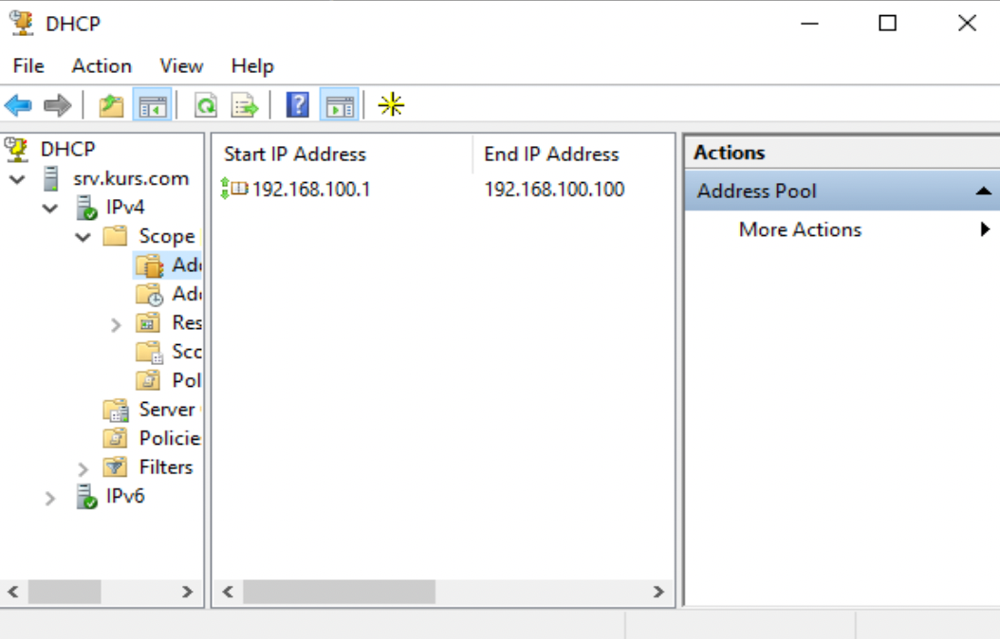 DHCP
File Action View Help
DHCP
srv.kurs.com
IPv4
Scope
Ad
Ad
Res
Sco
Pol
Server
Policie
Filters
IPv6
Start IP Address End IP Address
192.168.100.1 192.168.100.100
Actions
Address Pool
More Actions